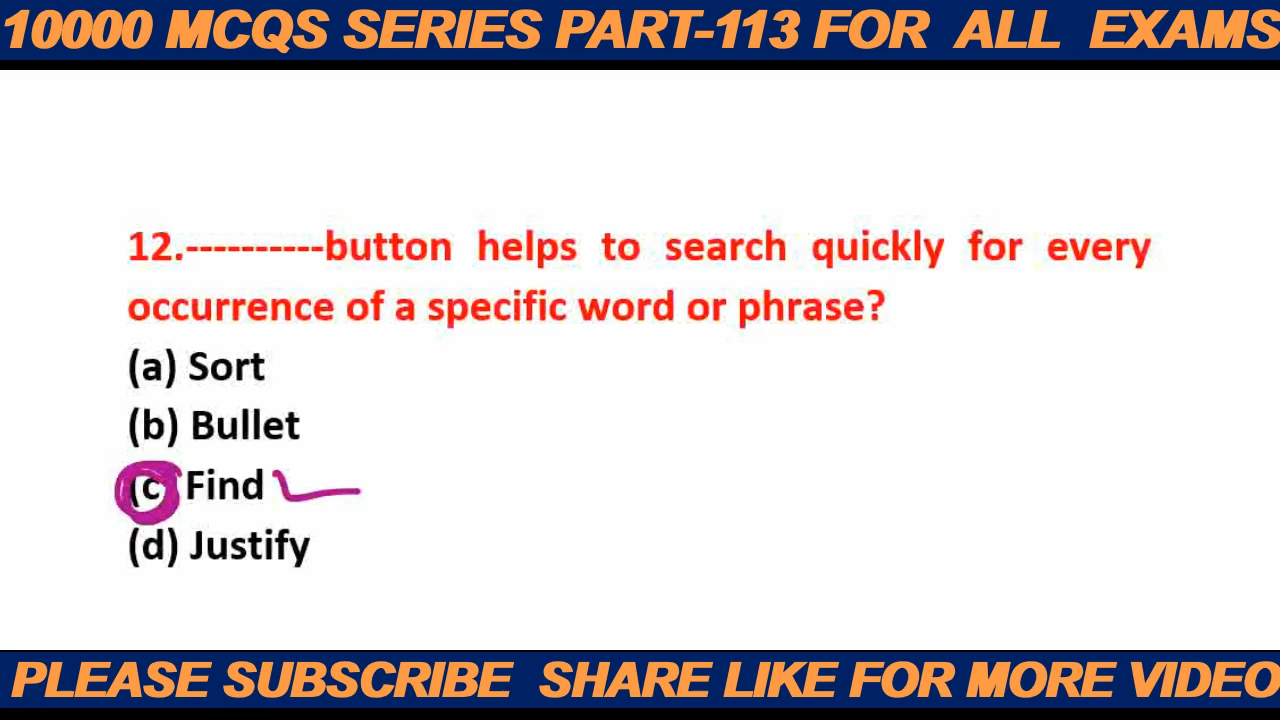 10000 MCQS SERIES PART-113 FOR ALL EXAMS
12.----------button helps to search quickly for every
occurrence of a specific word or phrase?
(a) Sort
(b) Bullet
(c) Find
(d) Justify
PLEASE SUBSCRIBE SHARE LIKE FOR MORE VIDEO